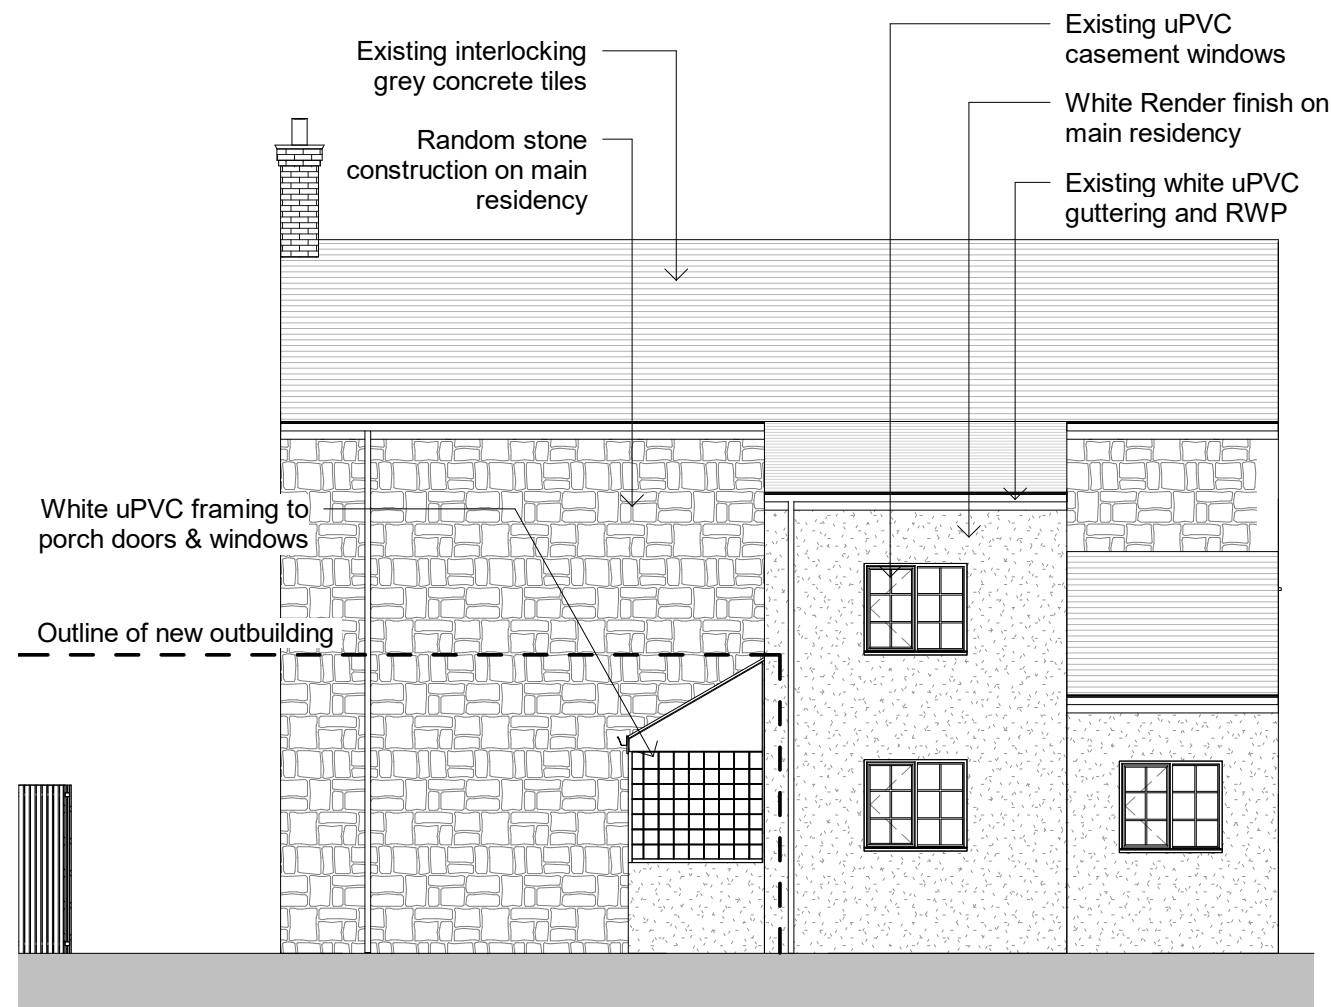 Existing interlocking
grey concrete tiles
Random stone
construction on main
residency
Existing uPVC
casement windows
White Render finish on
main residency
Existing white uPVC
guttering and RWP
White uPVC framing to
porch doors & windows
Outline of new outbuilding